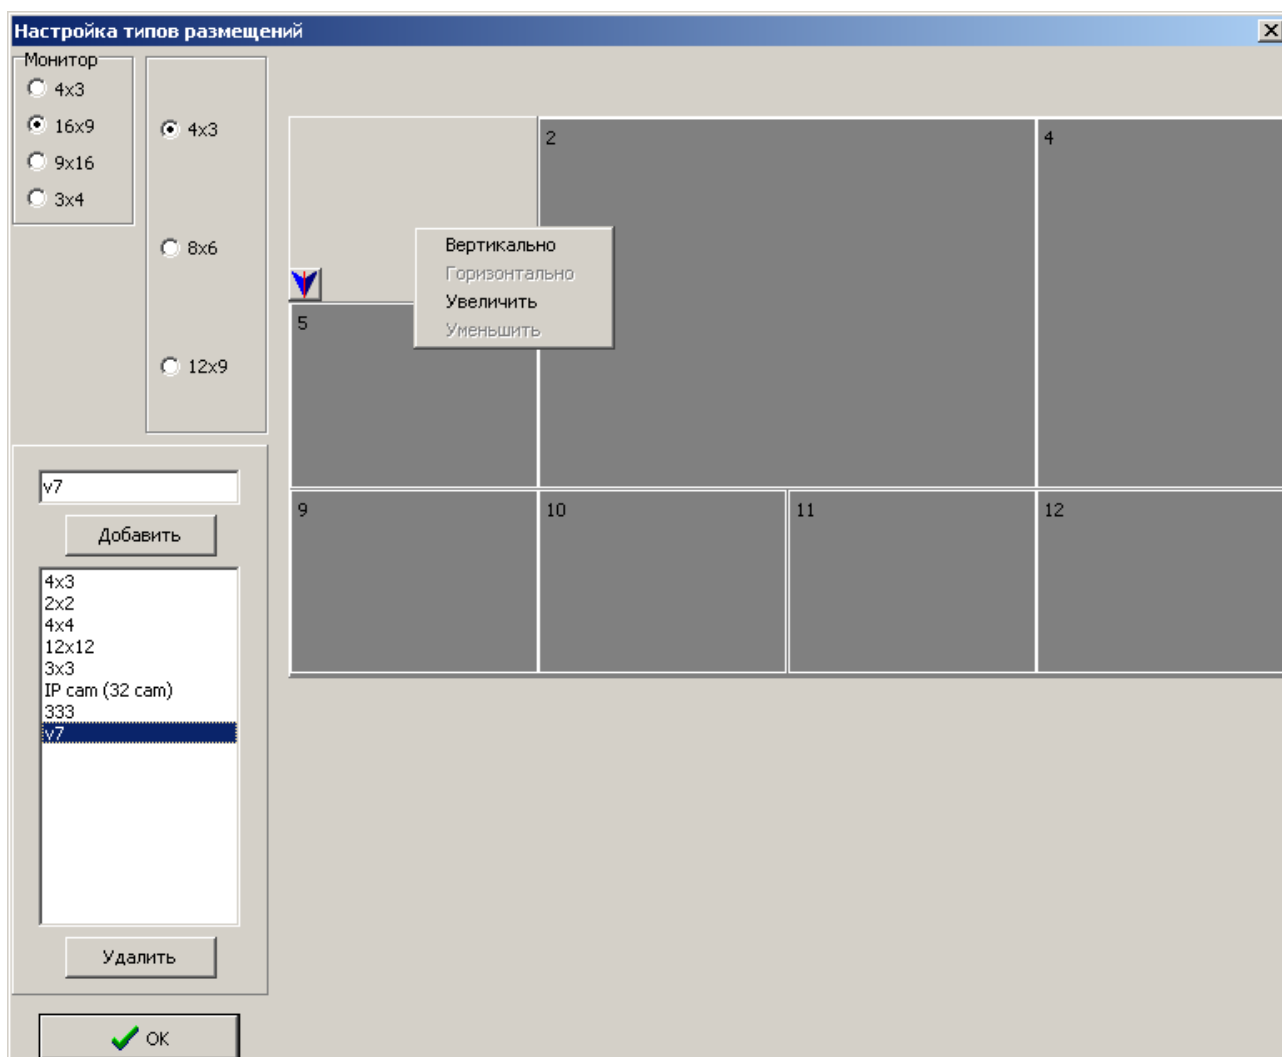 Настройка типов размещений
Монитор
4x3
16x9
9x16
3x4
4x3
8x6
12x9
v7
Добавить
4x3
2x2
4x4
12x12
3x3
IP cam (32 cam)
333
v7
Удалить
OK
2
4
Вертикально
Горизонтально
Увеличить
Уменьшить
5
9
10
11
12